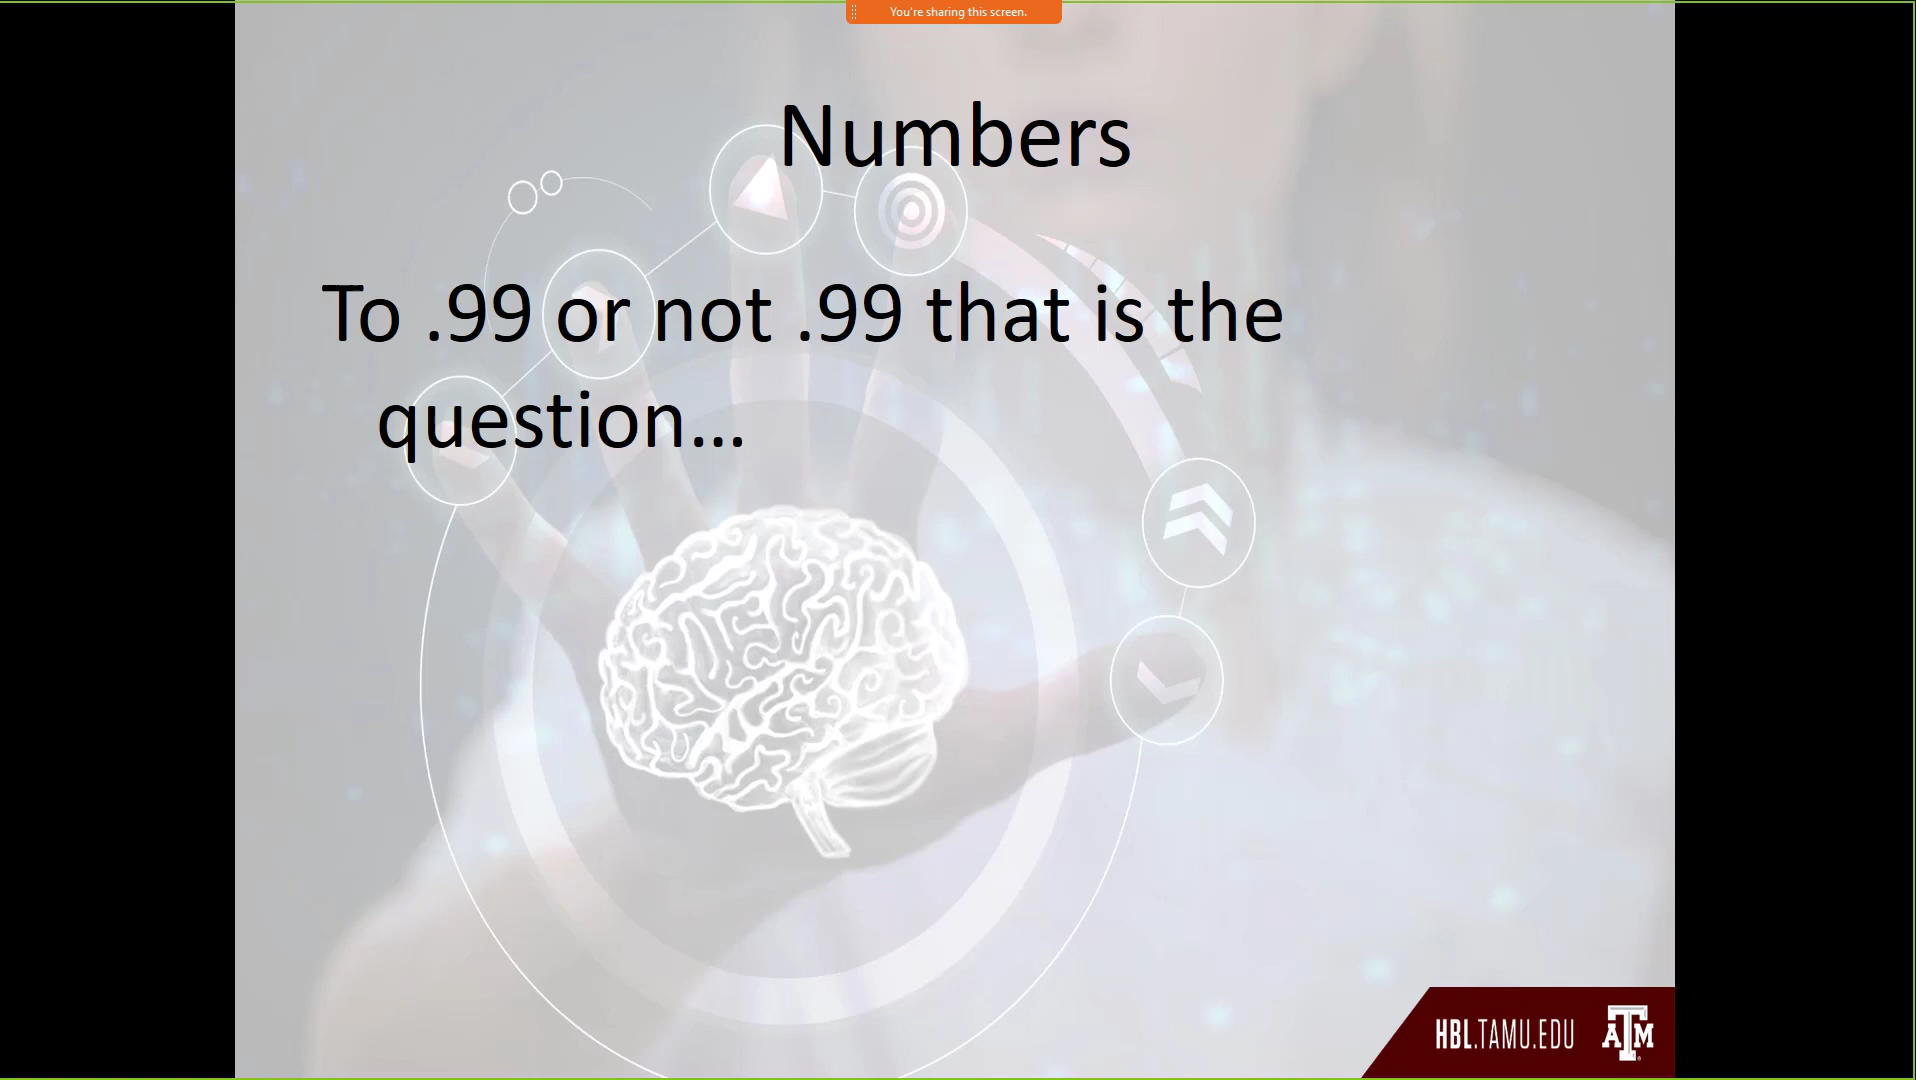 You're sharing this screen.
Numbers
To .99 or not .99 that is the
question...
HBL.TAMU.EDU
ATM